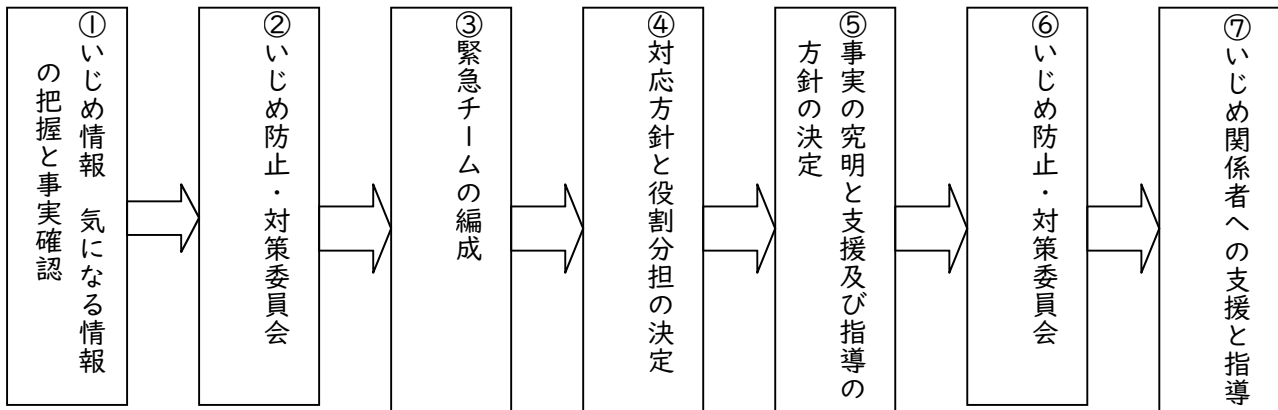 ①いじめ情報　気になる情報
の把握と事実確認
②いじめ防止・対策委員会
③緊急チームの編成
④対応方針と役割分担の決定
⑤事実の究明と支援及び指導の
方針の決定
⑥いじめ防止・対策委員会
⑦いじめ関係者への支援と指導